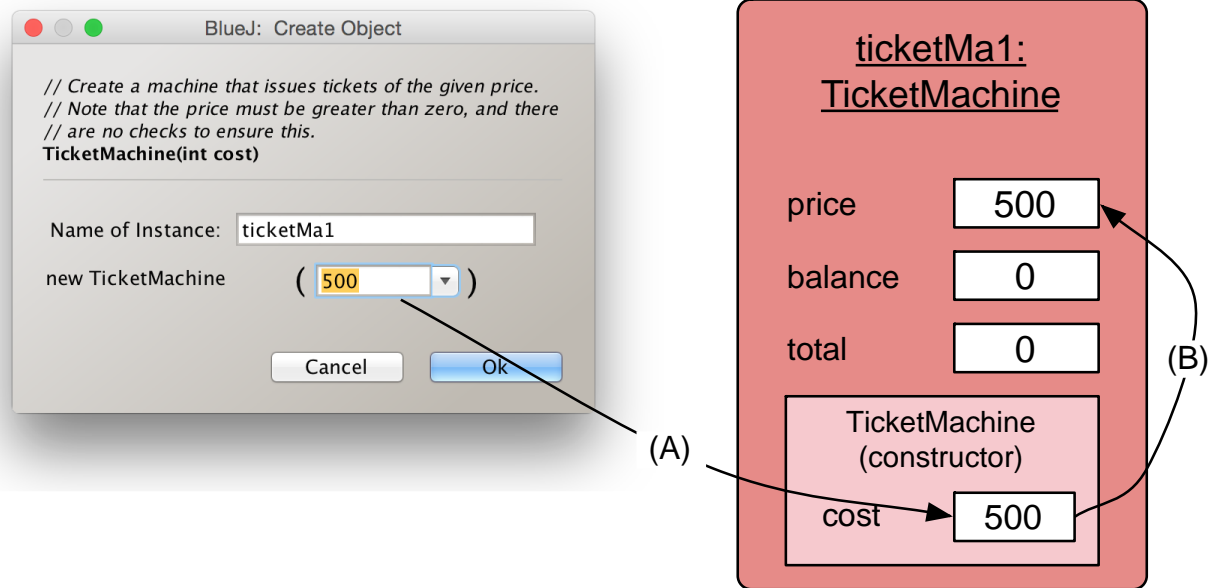 BlueJ: Create Object
// Create a machine that issues tickets of the given price.
// Note that the price must be greater than zero, and there
// are no checks to ensure this.
TicketMachine(int cost)
Name of Instance: ticketMa1
new TicketMachine ( 500 )
Cancel Ok
(A)
ticketMa1:
TicketMachine
price 500
balance 0
total 0
(B)
TicketMachine
(constructor)
cost 500